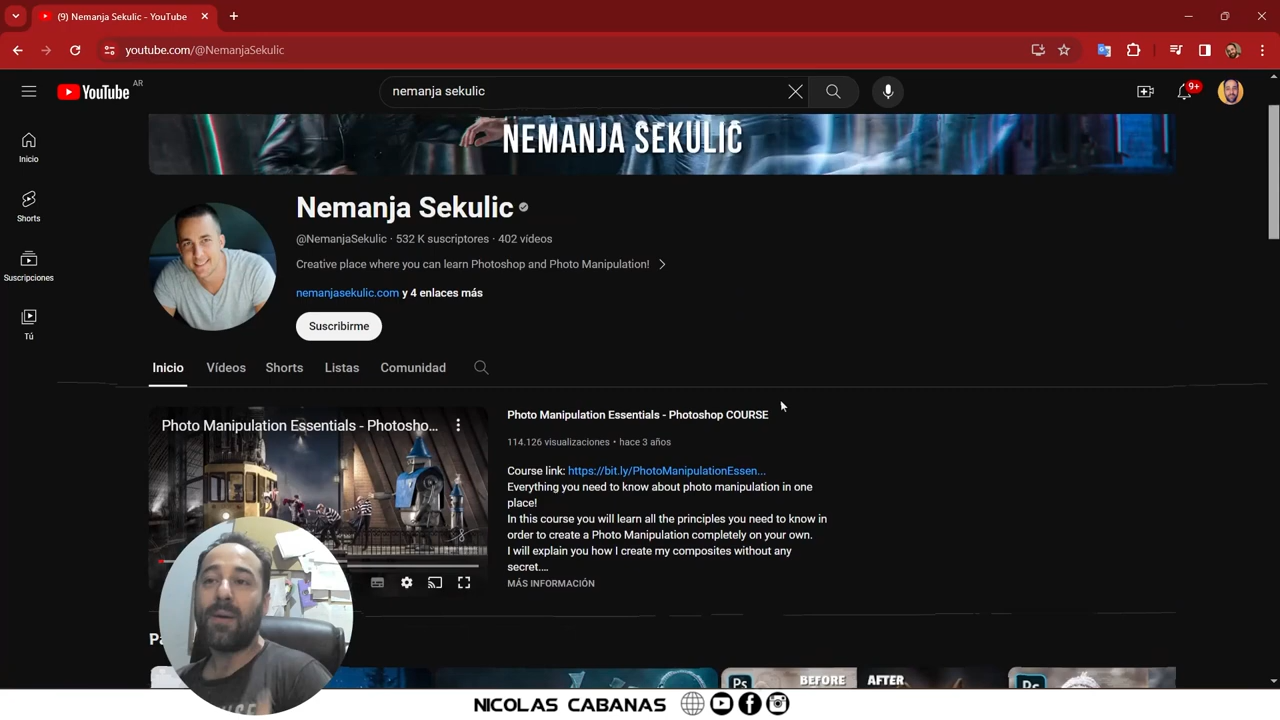 (9) Nemanja Sekulic - YouTube
youtube.com/@NemanjaSekulic
YouTube AR
nemanja sekulic
9+
NEMANJA SEKULIĆ
Inicio
Shorts
Suscripciones
Tú
Nemanja Sekulic
@NemanjaSekulic · 532 K suscriptores · 402 vídeos
Creative place where you can learn Photoshop and Photo Manipulation!
nemanjasekulic.com y 4 enlaces más
Suscribirme
Inicio Vídeos Shorts Listas Comunidad
Photo Manipulation Essentials - Photosho...
Photo Manipulation Essentials - Photoshop COURSE
114.126 visualizaciones • hace 3 años
Course link: https://bit.ly/PhotoManipulationEssen...
Everything you need to know about photo manipulation in one
place!
In this course you will learn all the principles you need to know in
order to create a Photo Manipulation completely on your own.
I will explain you how I create my composites without any
secret....
MÁS INFORMACIÓN
Ps
BEFORE
AFTER
NICOLAS CABANAS